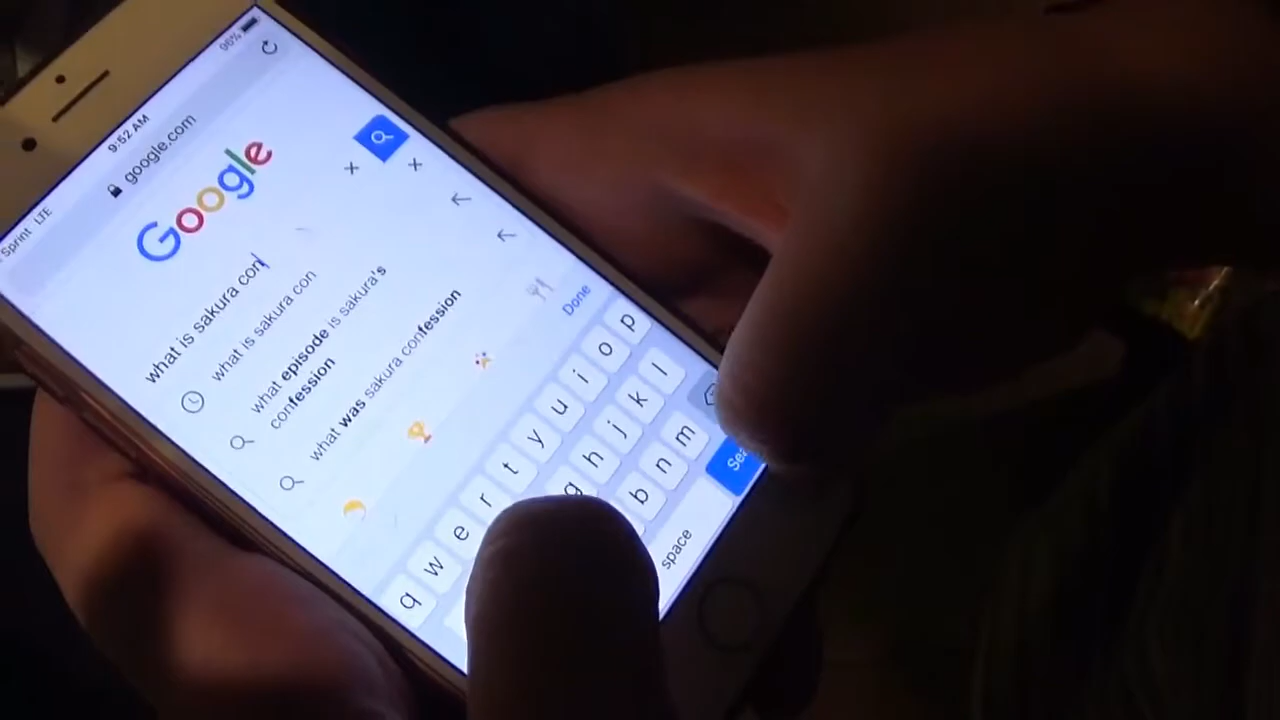 Sprint LTE
9:52 AM
96%
google.com
Google
what is sakura con
what is sakura con
what episode is sakura's
confession
what was sakura confession
Done
q w e r t y u i o p
g h j k l
b n m
space